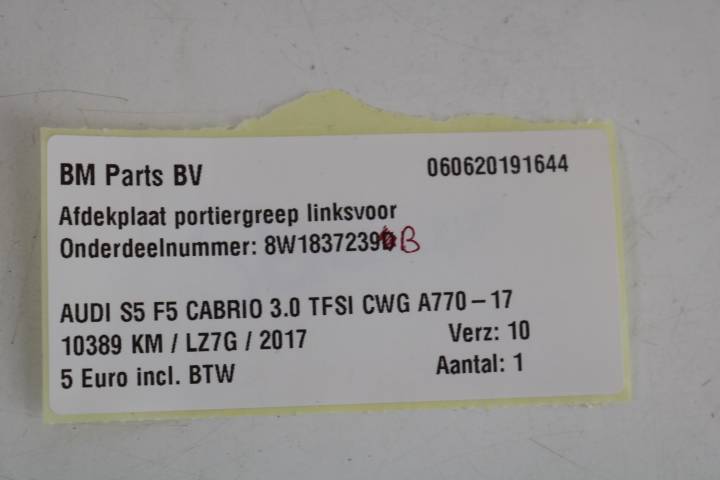 BM Parts BV 060620191644
Afdekplaat portiergreep linksvoor
Onderdeelnummer: 8W1837239 B
AUDI S5 F5 CABRIO 3.0 TFSI CWG A770-17
10389 KM / LZ7G / 2017 Verz: 10
5 Euro incl. BTW Aantal: 1